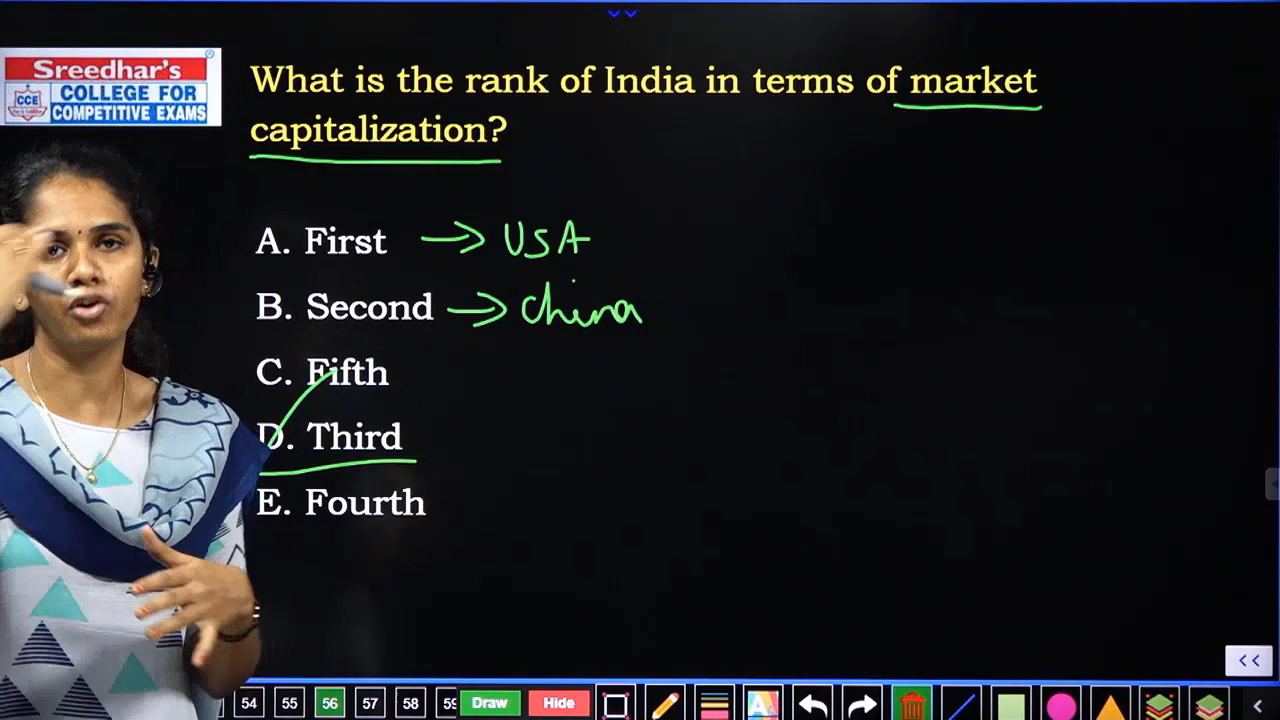 Sreedhar's
CCE
COLLEGE FOR
COMPETITIVE EXAMS
What is the rank of India in terms of market
capitalization?
A. First → USA
B. Second → China
C. Fifth
D. Third
E. Fourth
<<
54 55 56 57 58 59 Draw Hide A <